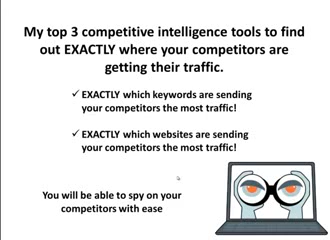 My top 3 competitive intelligence tools to find
out EXACTLY where your competitors are
getting their traffic.
✓ EXACTLY which keywords are sending
your competitors the most traffic!
✓ EXACTLY which websites are sending
your competitors the most traffic!
You will be able to spy on your
competitors with ease